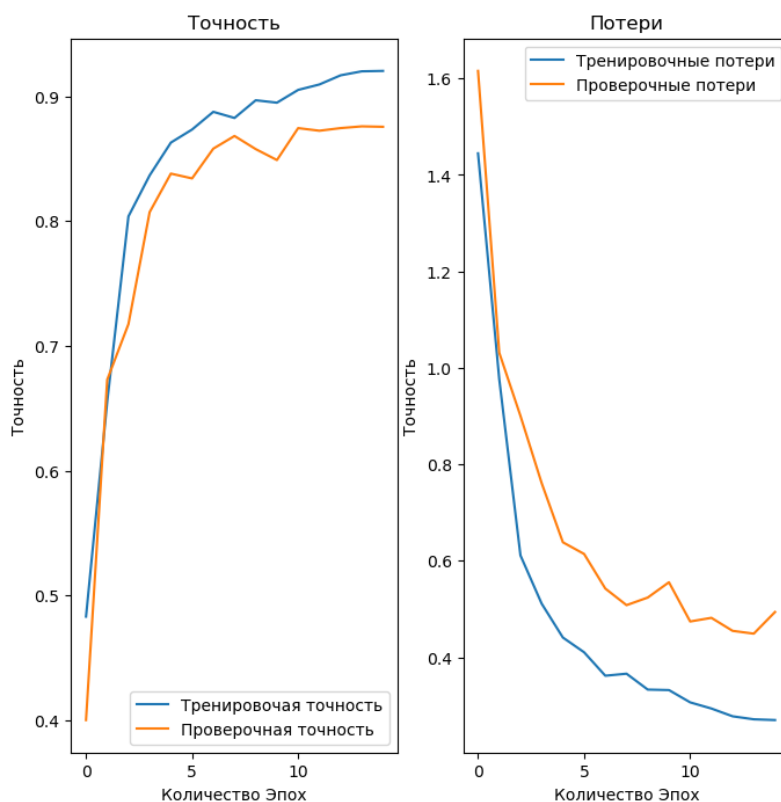 Точность
0.9
0.8
0.7
0.6
0.5
0.4
Точность
Тренировочая точность
Проверочная точность
0
5
10
Количество Эпох
Потери
Тренировочные потери
Проверочные потери
1.6
1.4
1.2
1.0
0.8
0.6
0.4
Точность
0
5
10
Количество Эпох